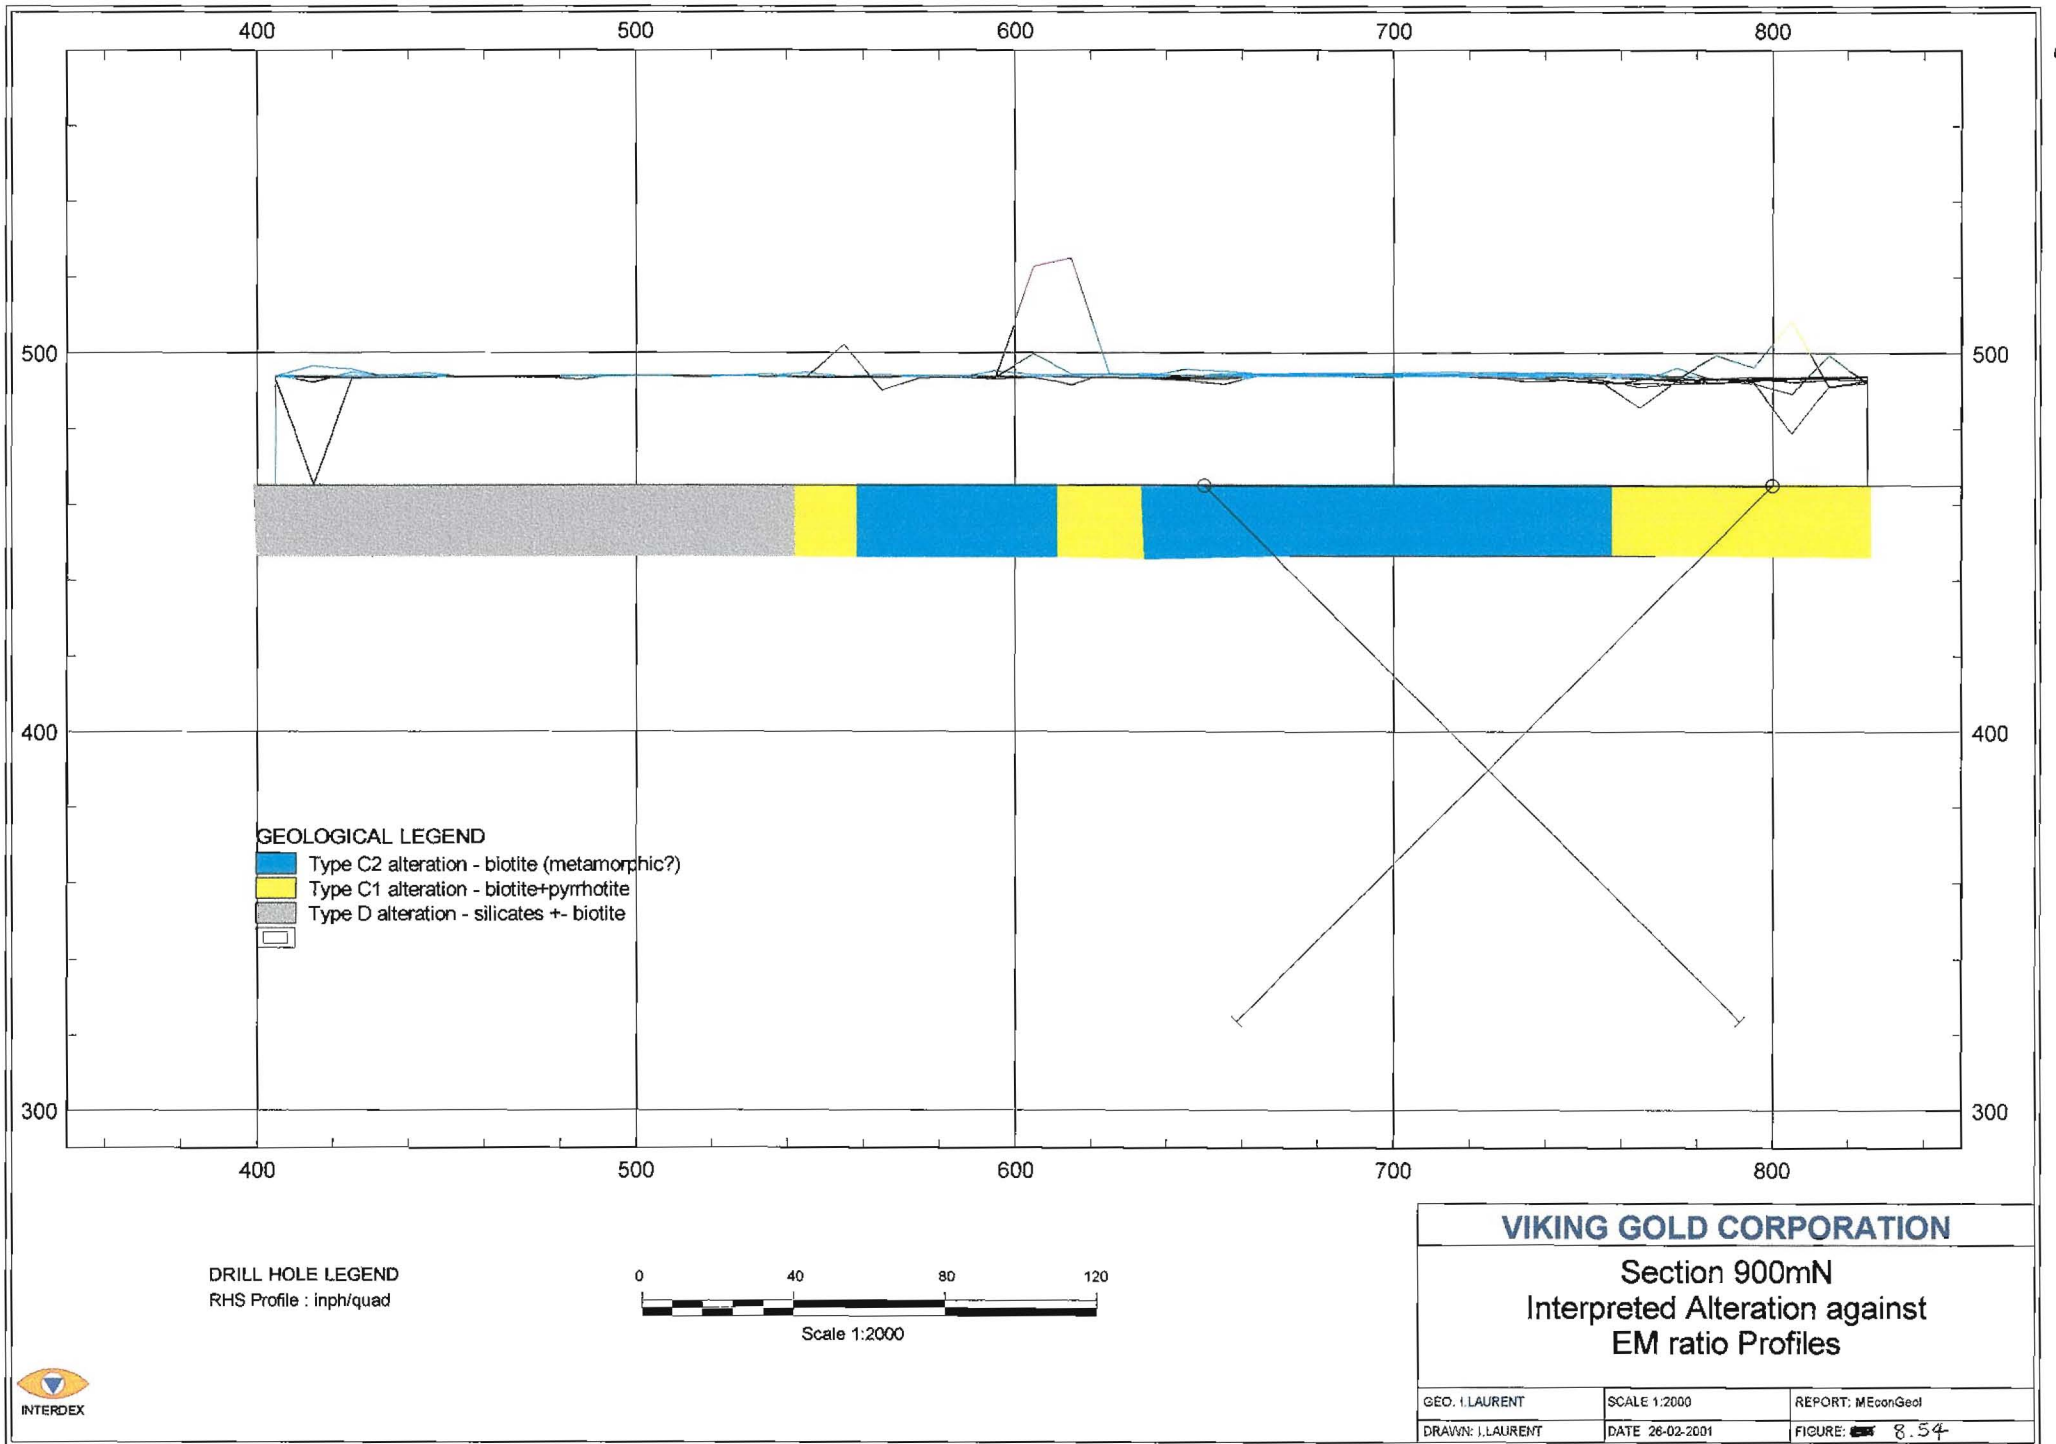 400 500 600 700 800
500 500
400 400
GEOLOGICAL LEGEND
Type C2 alteration - biotite (metamorphic?)
Type C1 alteration - biotite+pyrrhotite
Type D alteration - silicates +- biotite
300 300
400 500 600 700 800
DRILL HOLE LEGEND
RHS Profile : inph/quad
0 40 80 120
Scale 1:2000
VIKING GOLD CORPORATION
Section 900mN
Interpreted Alteration against
EM ratio Profiles
GEO. I.LAURENT SCALE 1:2000 REPORT: MEconGeol
DRAWN: I.LAURENT DATE 26-02-2001 FIGURE: 8.54
INTERDEX